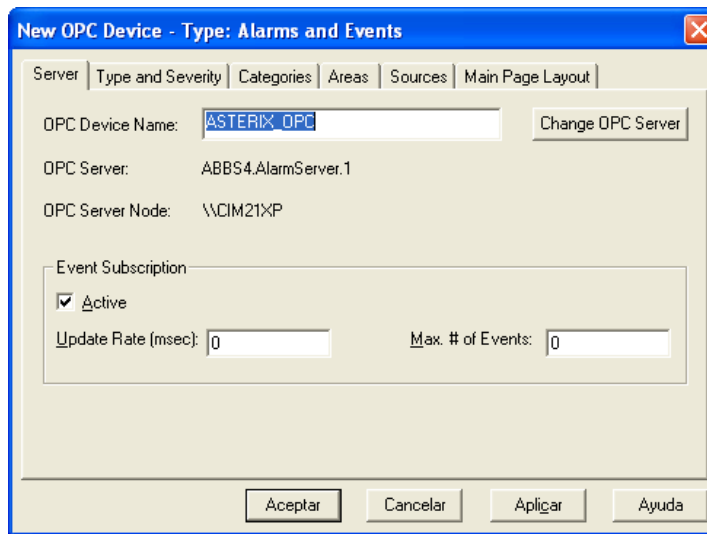 New OPC Device - Type: Alarms and Events
Server Type and Severity Categories Areas Sources Main Page Layout
OPC Device Name: ASTERIX_OPC Change OPC Server
OPC Server: ABBS4.AlarmServer.1
OPC Server Node: \\CIM21XP
Event Subscription
Active
Update Rate (msec): 0 Max. # of Events: 0
Aceptar Cancelar Aplicar Ayuda